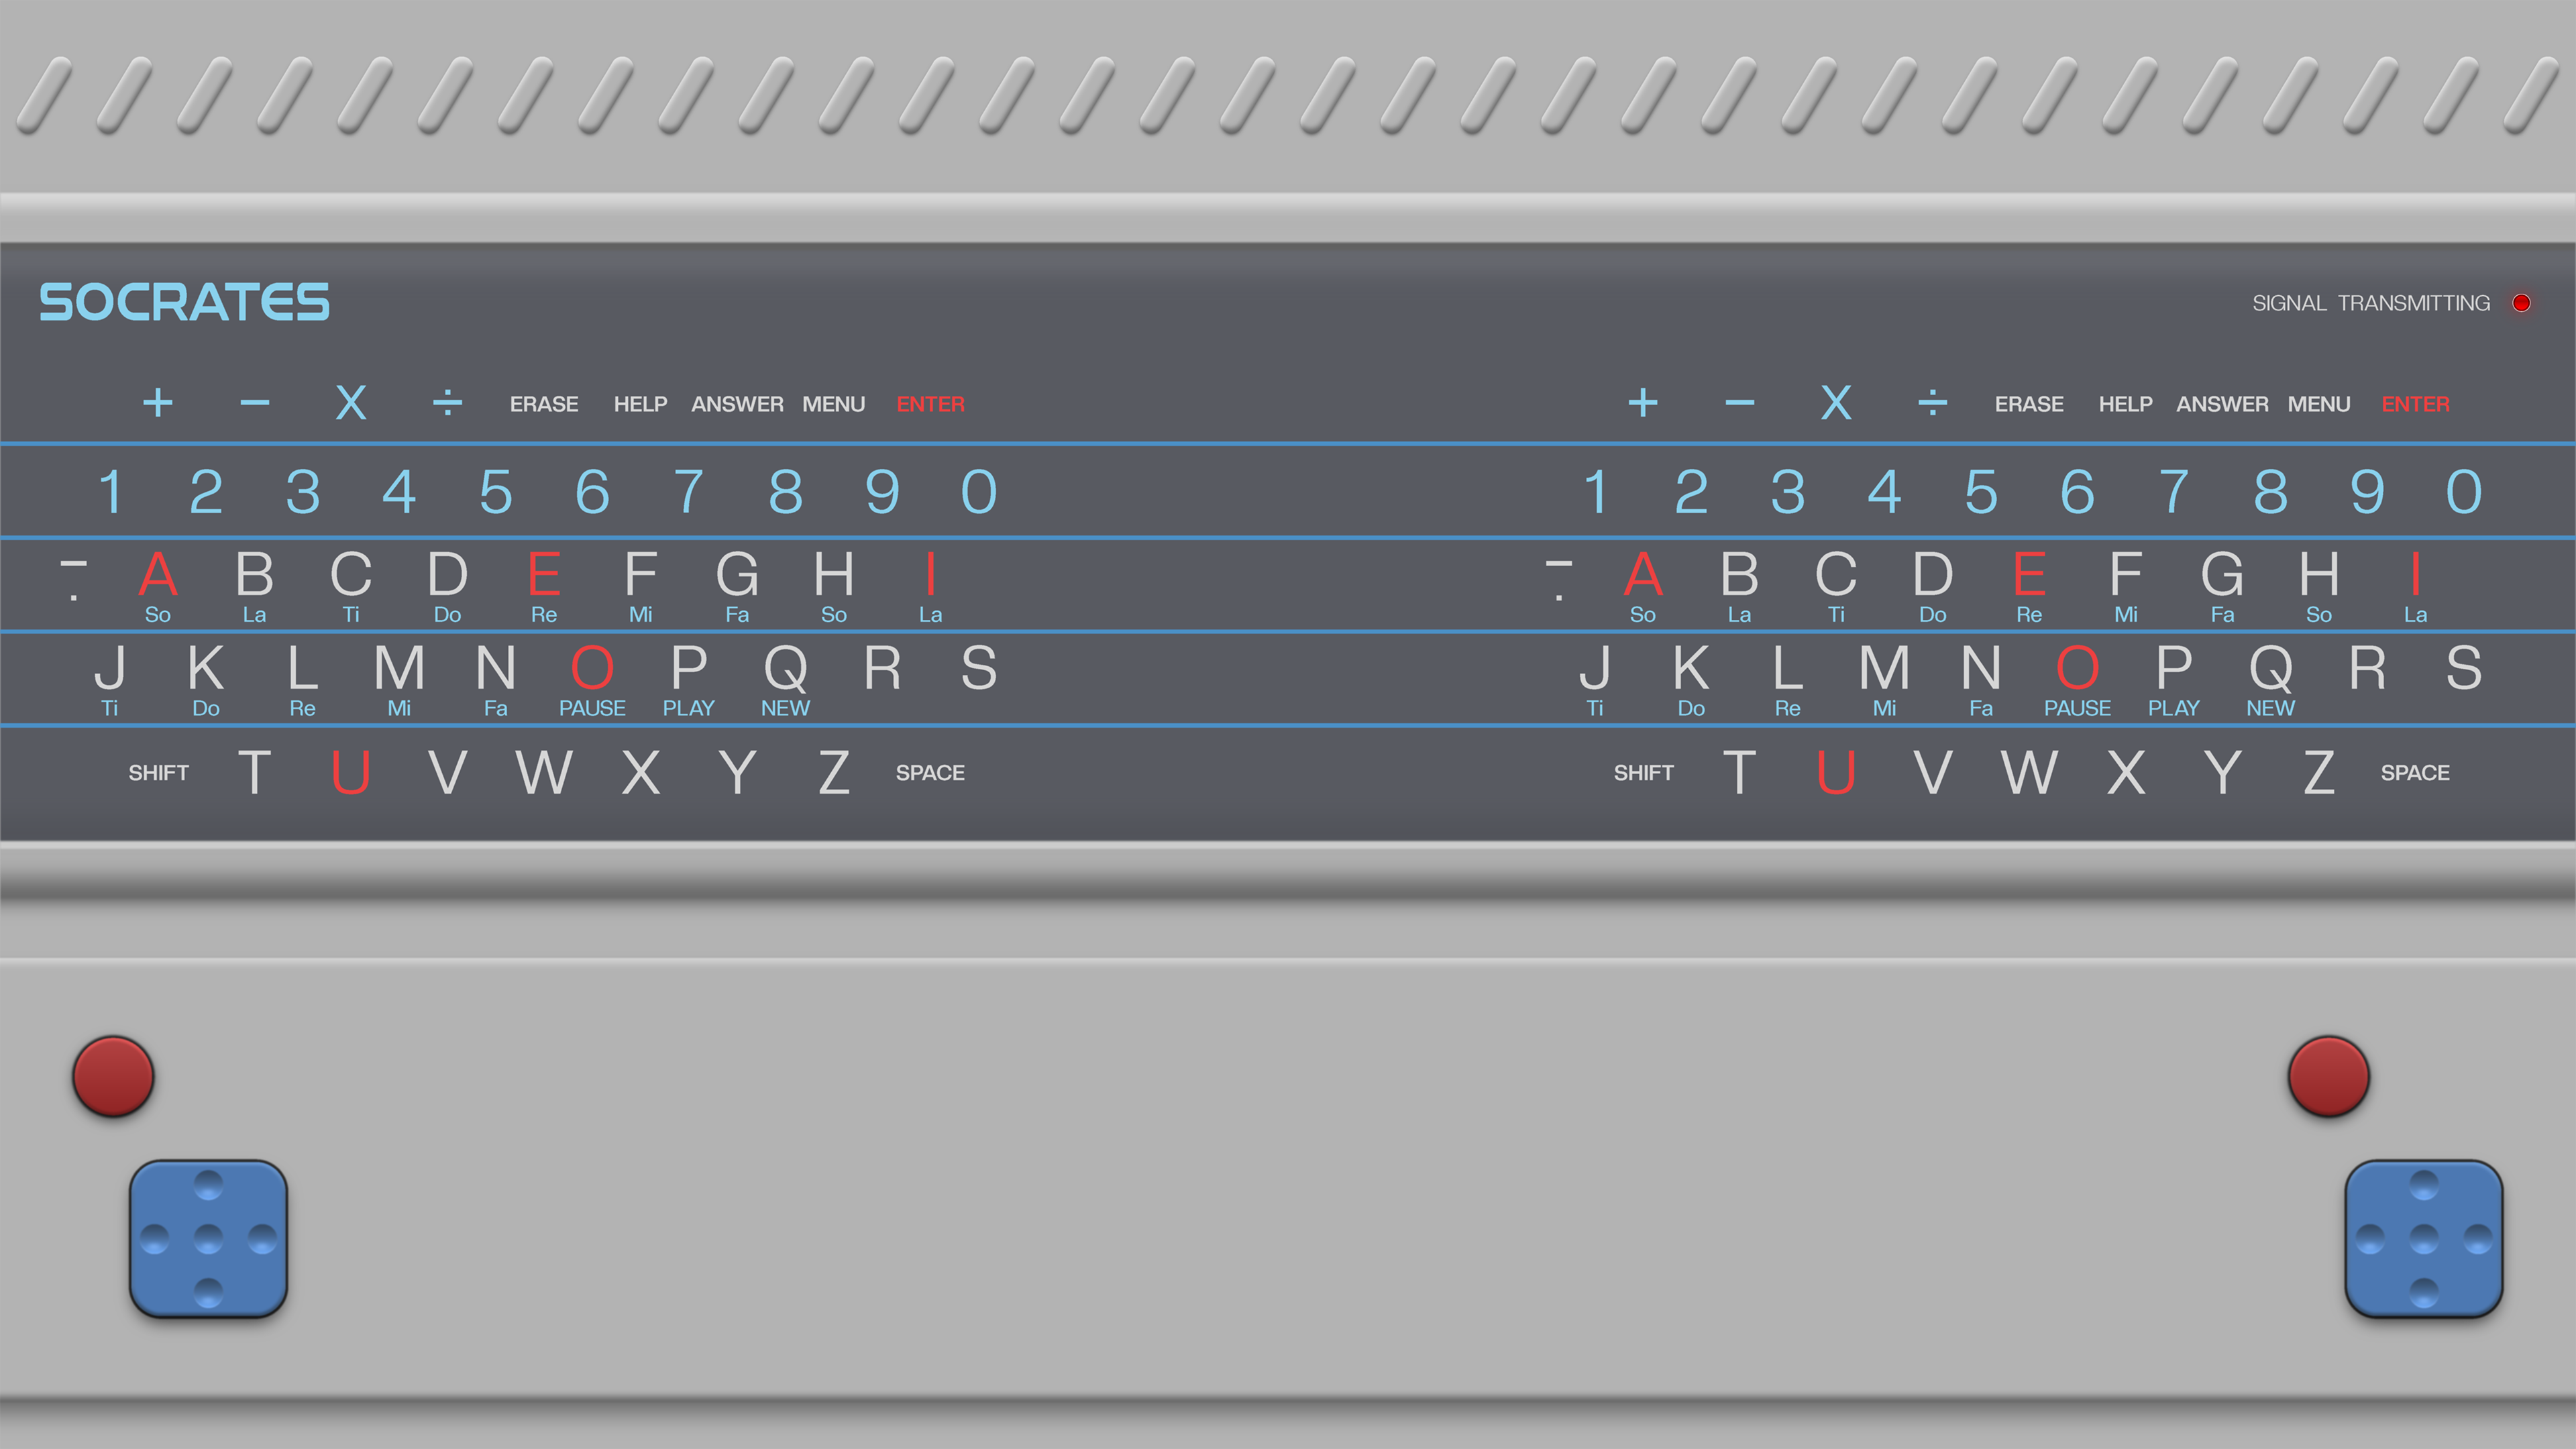 SOCRATES SIGNAL TRANSMITTING
+ − X ÷ ERASE HELP ANSWER MENU ENTER + − X ÷ ERASE HELP ANSWER MENU ENTER
1 2 3 4 5 6 7 8 9 0 1 2 3 4 5 6 7 8 9 0
− . A B C D E F G H I − . A B C D E F G H I
So La Ti Do Re Mi Fa So La So La Ti Do Re Mi Fa So La
J K L M N O P Q R S J K L M N O P Q R S
Ti Do Re Mi Fa PAUSE PLAY NEW Ti Do Re Mi Fa PAUSE PLAY NEW
SHIFT T U V W X Y Z SPACE SHIFT T U V W X Y Z SPACE